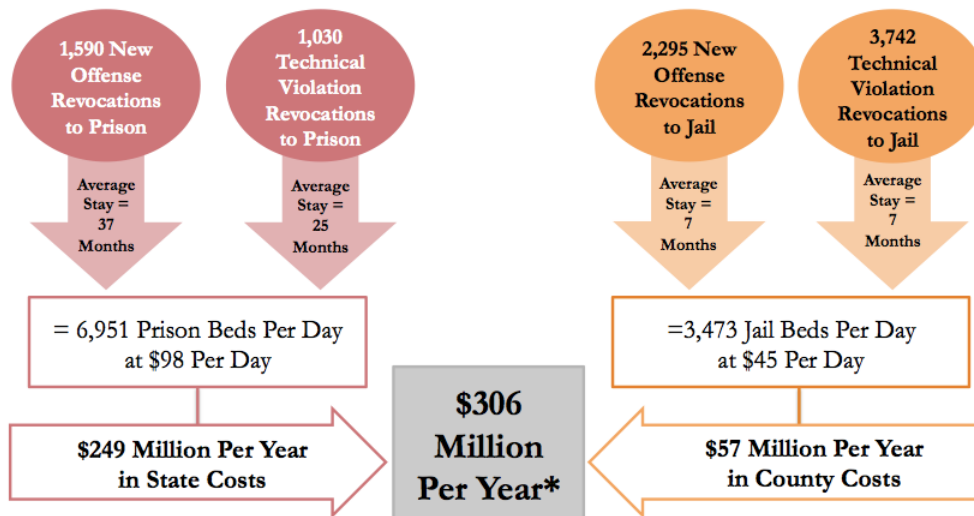 1,590 New
Offense
Revocations
to Prison
1,030
Technical
Violation
Revocations
to Prison
2,295 New
Offense
Revocations
to Jail
3,742
Technical
Violation
Revocations
to Jail
Average
Stay =
37
Months
Average
Stay =
25
Months
Average
Stay =
7
Months
Average
Stay =
7
Months
= 6,951 Prison Beds Per Day
at $98 Per Day
=3,473 Jail Beds Per Day
at $45 Per Day
$249 Million Per Year
in State Costs
$306
Million
Per Year*
$57 Million Per Year
in County Costs